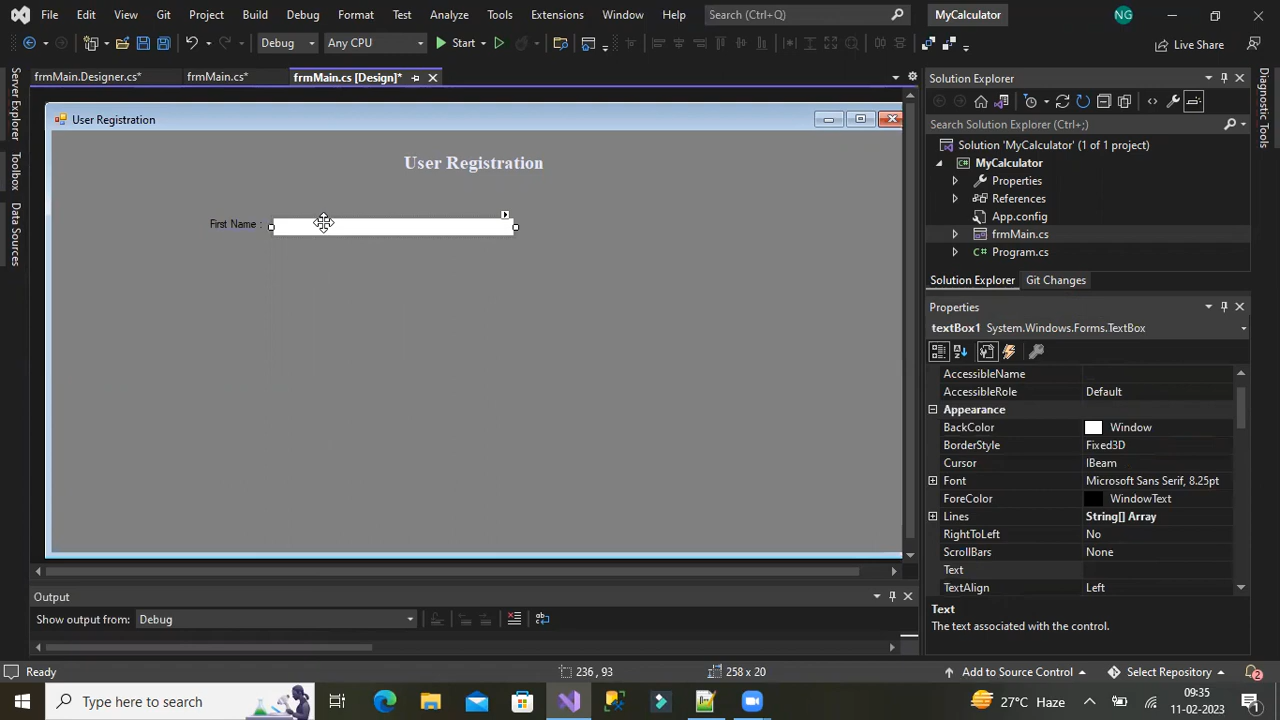 File Edit View Git Project Build Debug Format Test Analyze Tools Extensions Window Help Search (Ctrl+Q) MyCalculator NG
Debug Any CPU Start Live Share
frmMain.Designer.cs* frmMain.cs* frmMain.cs [Design]*
Server Explorer
Toolbox
Data Sources
User Registration
User Registration
First Name :
Solution Explorer
Search Solution Explorer (Ctrl+;)
Solution 'MyCalculator' (1 of 1 project)
MyCalculator
Properties
References
App.config
frmMain.cs
Program.cs
Solution Explorer Git Changes
Diagnostic Tools
Properties
textBox1 System.Windows.Forms.TextBox
AccessibleName
AccessibleRole Default
Appearance
BackColor Window
BorderStyle Fixed3D
Cursor IBeam
Font Microsoft Sans Serif, 8.25pt
ForeColor WindowText
Lines String[] Array
RightToLeft No
ScrollBars None
Text
TextAlign Left
Text
The text associated with the control.
Output
Show output from: Debug
Ready 236 , 93 258 x 20 Add to Source Control Select Repository 2
Type here to search 27°C Haze 09:35
11-02-2023 1